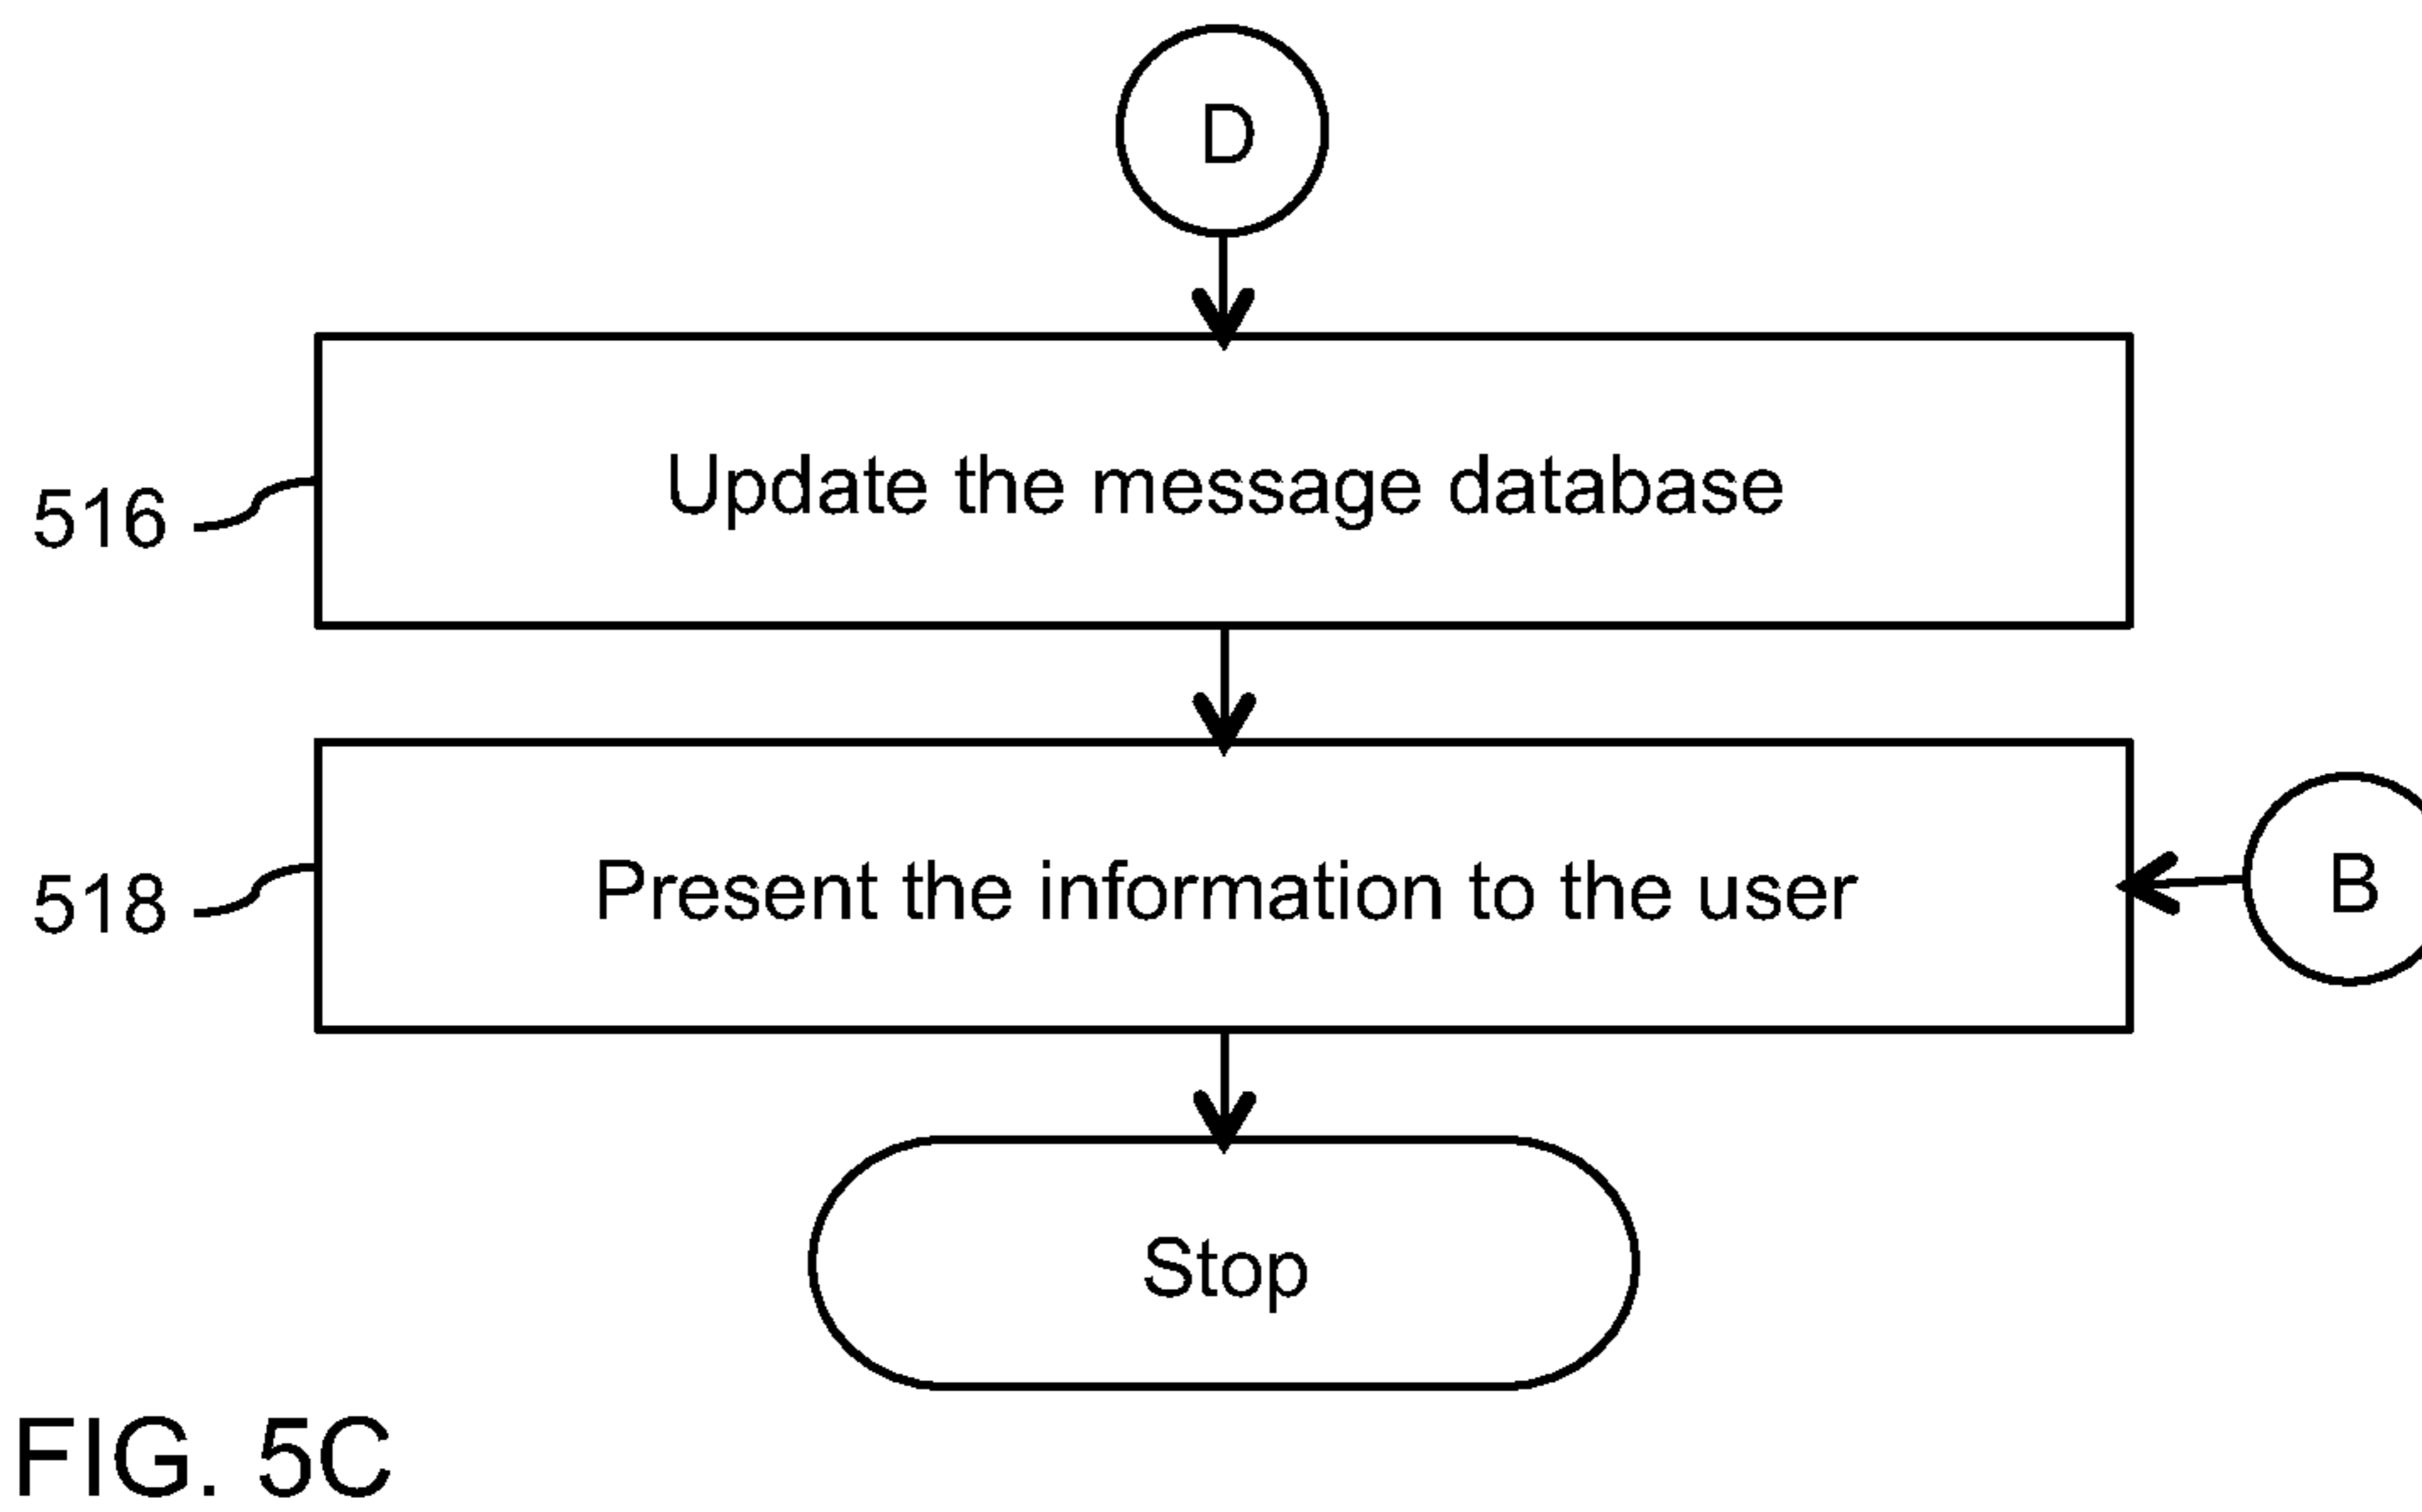 D
Update the message database
516
Present the information to the user
518
B
Stop
FIG. 5C